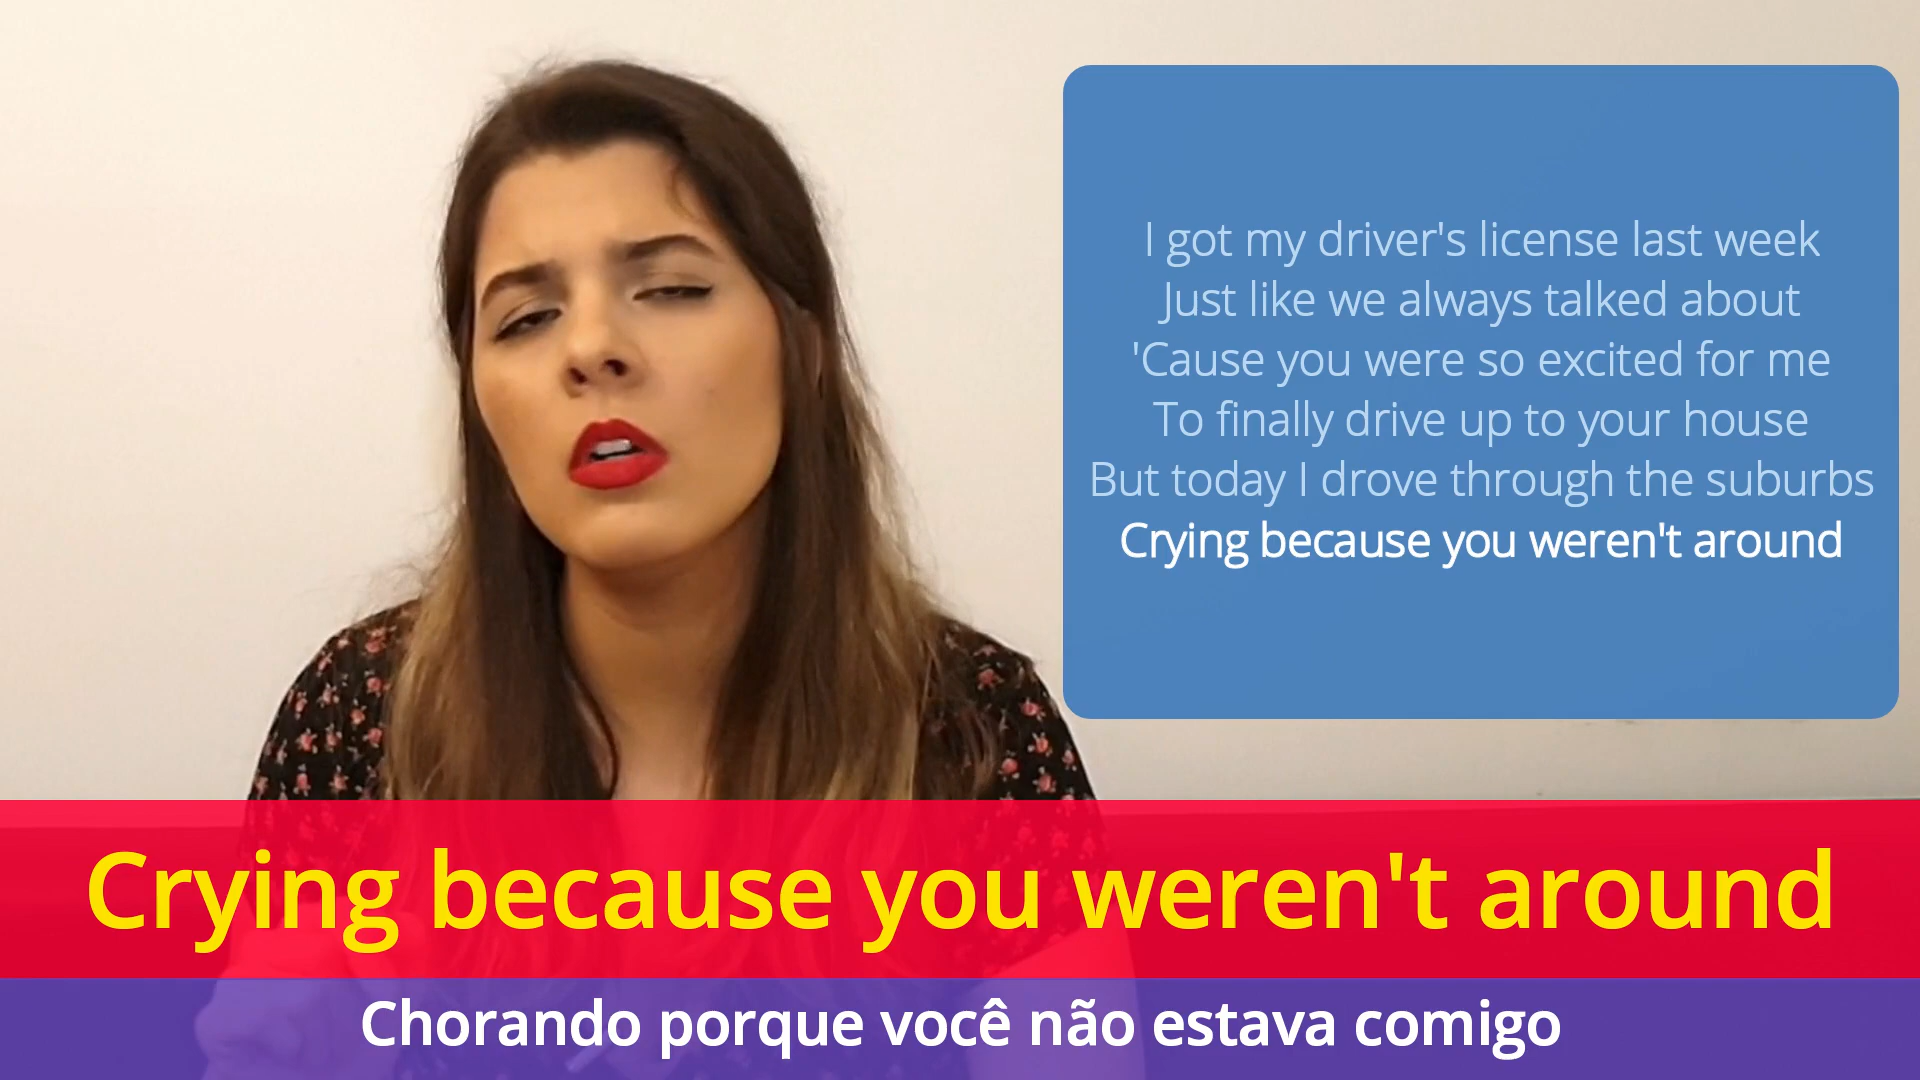 I got my driver's license last week
Just like we always talked about
'Cause you were so excited for me
To finally drive up to your house
But today I drove through the suburbs
Crying because you weren't around
Crying because you weren't around
Chorando porque você não estava comigo